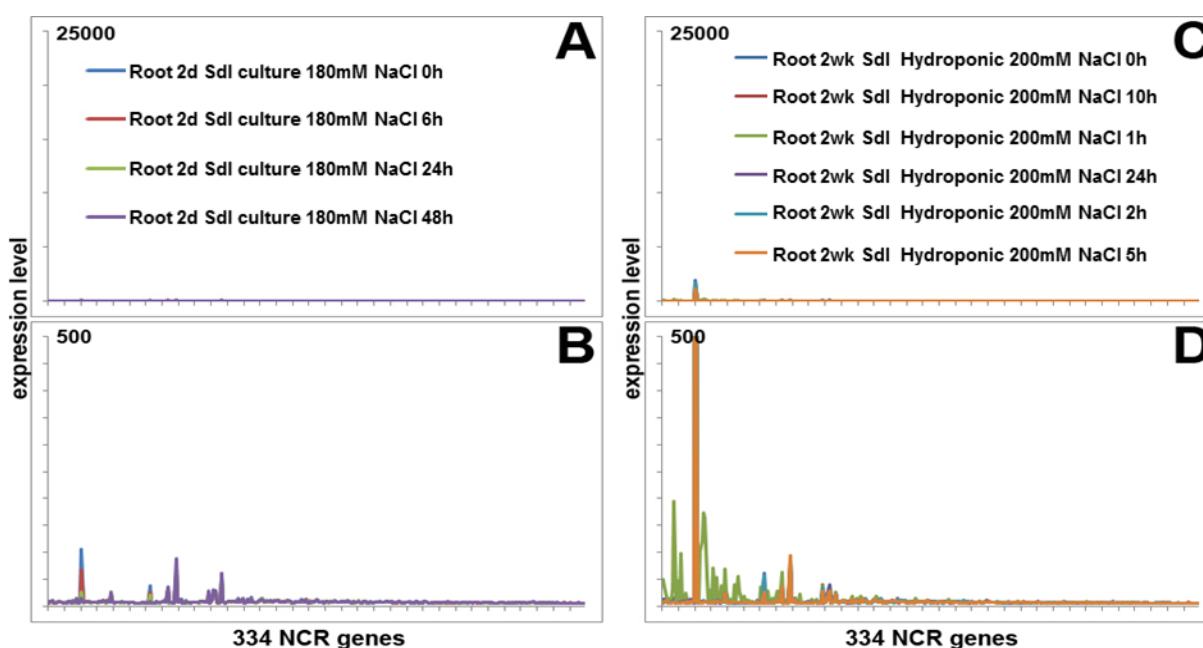 25000
A
Root 2d Sdl culture 180mM NaCl 0h
Root 2d Sdl culture 180mM NaCl 6h
Root 2d Sdl culture 180mM NaCl 24h
Root 2d Sdl culture 180mM NaCl 48h
expression level
500
B
334 NCR genes
25000
C
Root 2wk Sdl Hydroponic 200mM NaCl 0h
Root 2wk Sdl Hydroponic 200mM NaCl 10h
Root 2wk Sdl Hydroponic 200mM NaCl 1h
Root 2wk Sdl Hydroponic 200mM NaCl 24h
Root 2wk Sdl Hydroponic 200mM NaCl 2h
Root 2wk Sdl Hydroponic 200mM NaCl 5h
expression level
500
D
334 NCR genes